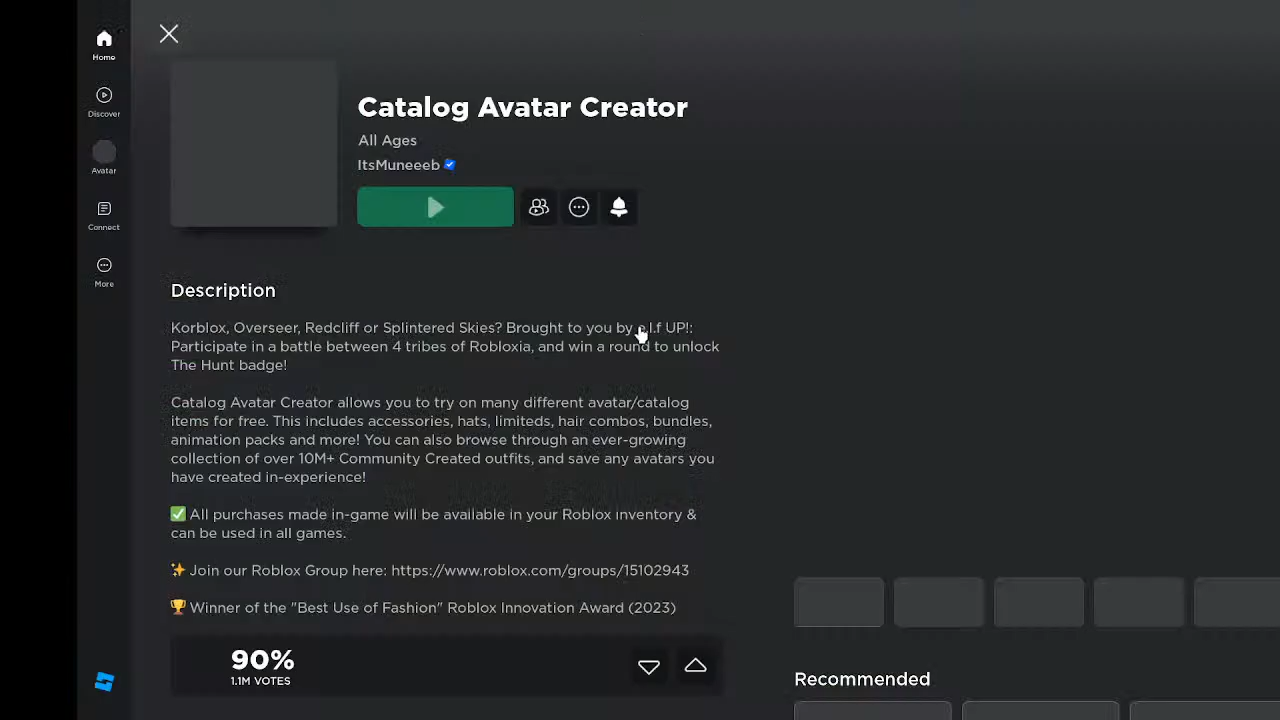 Home
Discover
Avatar
Connect
More
Catalog Avatar Creator
All Ages
ItsMuneeeb
Description
Korblox, Overseer, Redcliff or Splintered Skies? Brought to you by e.l.f UP!:
Participate in a battle between 4 tribes of Robloxia, and win a round to unlock
The Hunt badge!
Catalog Avatar Creator allows you to try on many different avatar/catalog
items for free. This includes accessories, hats, limiteds, hair combos, bundles,
animation packs and more! You can also browse through an ever-growing
collection of over 10M+ Community Created outfits, and save any avatars you
have created in-experience!
✅ All purchases made in-game will be available in your Roblox inventory &
can be used in all games.
✨ Join our Roblox Group here: https://www.roblox.com/groups/15102943
🏆 Winner of the "Best Use of Fashion" Roblox Innovation Award (2023)
90%
1.1M VOTES
Recommended